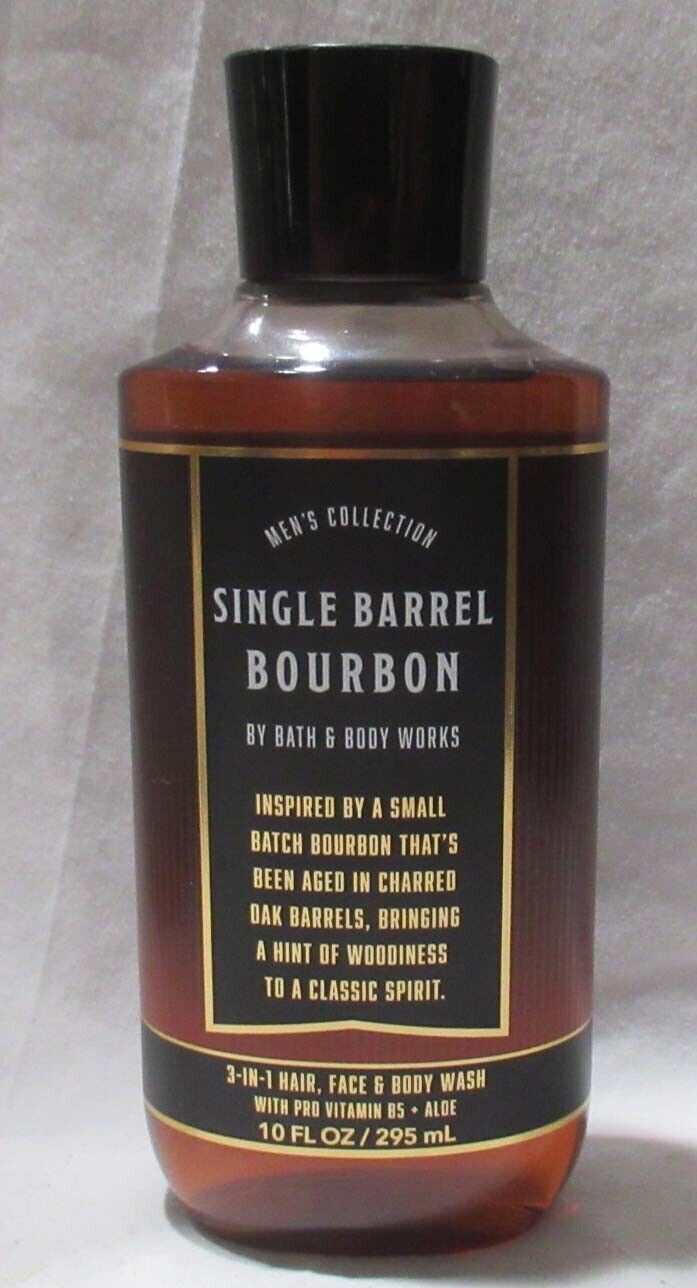 MEN'S COLLECTION
SINGLE BARREL
BOURBON
BY BATH & BODY WORKS
INSPIRED BY A SMALL
BATCH BOURBON THAT'S
BEEN AGED IN CHARRED
OAK BARRELS, BRINGING
A HINT OF WOODINESS
TO A CLASSIC SPIRIT.
3-IN-1 HAIR, FACE & BODY WASH
WITH PRO VITAMIN B5 + ALOE
10 FL OZ / 295 mL